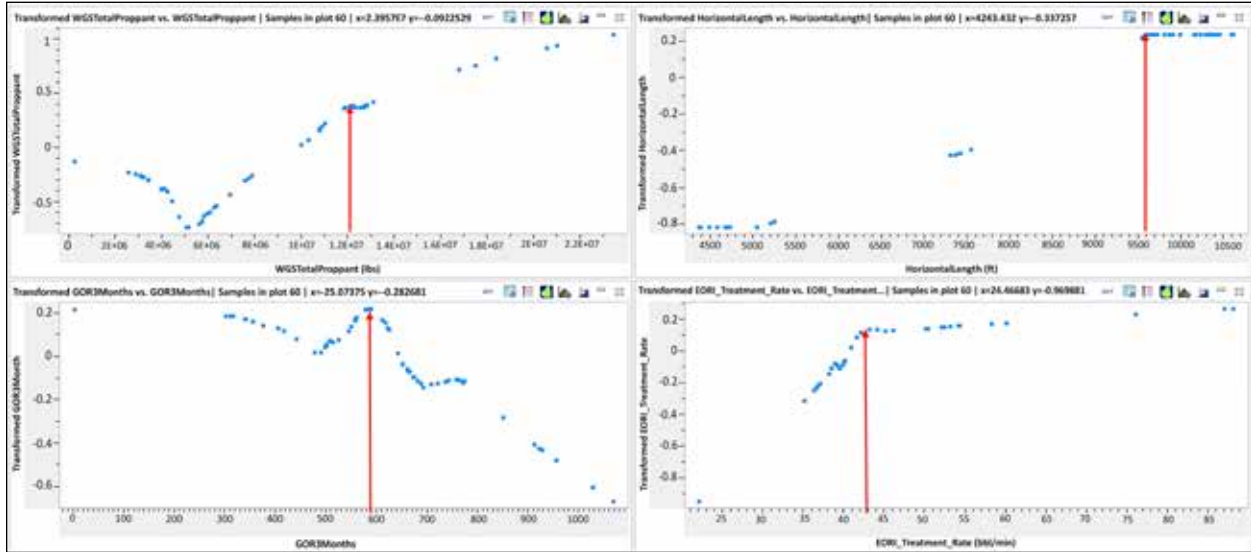 Transformed WGSTotalProppant vs. WGSTotalProppant | Samples in plot 60 | x=2.3957E7 y=-0.0922529
1
0.5
0
-0.5
Transformed WGSTotalProppant
0 2E+06 4E+06 6E+06 8E+06 1E+07 1.2E+07 1.4E+07 1.6E+07 1.8E+07 2E+07 2.2E+07
WGSTotalProppant (lbs)
Transformed HorizontalLength vs. HorizontalLength| Samples in plot 60 | x=4243.432 y=-0.337257
0.2
0
-0.2
-0.4
-0.6
-0.8
Transformed HorizontalLength
4500 5000 5500 6000 6500 7000 7500 8000 8500 9000 9500 10000 10500
HorizontalLength (ft)
Transformed GOR3Months vs. GOR3Months| Samples in plot 60 | x=-25.07375 y=-0.282681
0.2
0
-0.2
-0.4
-0.6
Transformed GOR3Month
0 100 200 300 400 500 600 700 800 900 1000
GOR3Months
Transformed EORI_Treatment_Rate vs. EORI_Treatment...| Samples in plot 60 | x=24.46683 y=-0.969681
0.2
0
-0.2
-0.4
-0.6
-0.8
Transformed EORI_Treatment_Rate
25 30 35 40 45 50 55 60 65 70 75 80 85
EORI_Treatment_Rate (bbl/min)